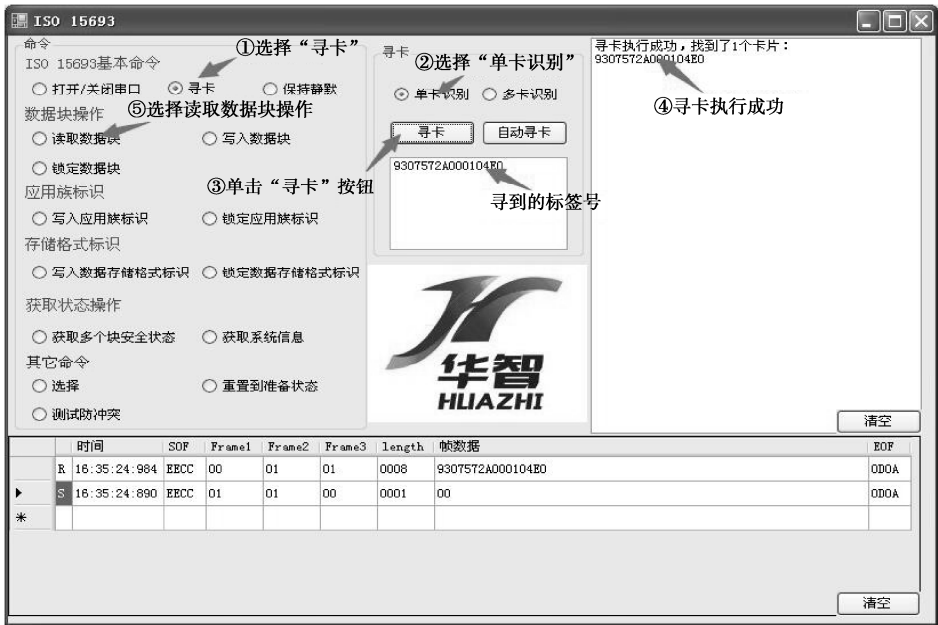 ISO 15693
命令
ISO 15693基本命令
打开/关闭串口
寻卡
保持静默
①选择“寻卡”
数据块操作
⑤选择读取数据块操作
读取数据块
写入数据块
锁定数据块
③单击“寻卡”按钮
应用族标识
写入应用族标识
锁定应用族标识
存储格式标识
写入数据存储格式标识
锁定数据存储格式标识
获取状态操作
获取多个块安全状态
获取系统信息
其它命令
选择
重置到准备状态
测试防冲突
寻卡
②选择“单卡识别”
单卡识别
多卡识别
寻卡
自动寻卡
9307572A000104E0
寻到的标签号
华智
HUAZHI
寻卡执行成功，找到了1个卡片：
9307572A000104E0
④寻卡执行成功
清空
时间 SOF Frame1 Frame2 Frame3 length 帧数据 EOF
R 16:35:24:984 EECC 00 01 01 0008 9307572A000104E0 0D0A
S 16:35:24:890 EECC 01 01 00 0001 00 0D0A
清空